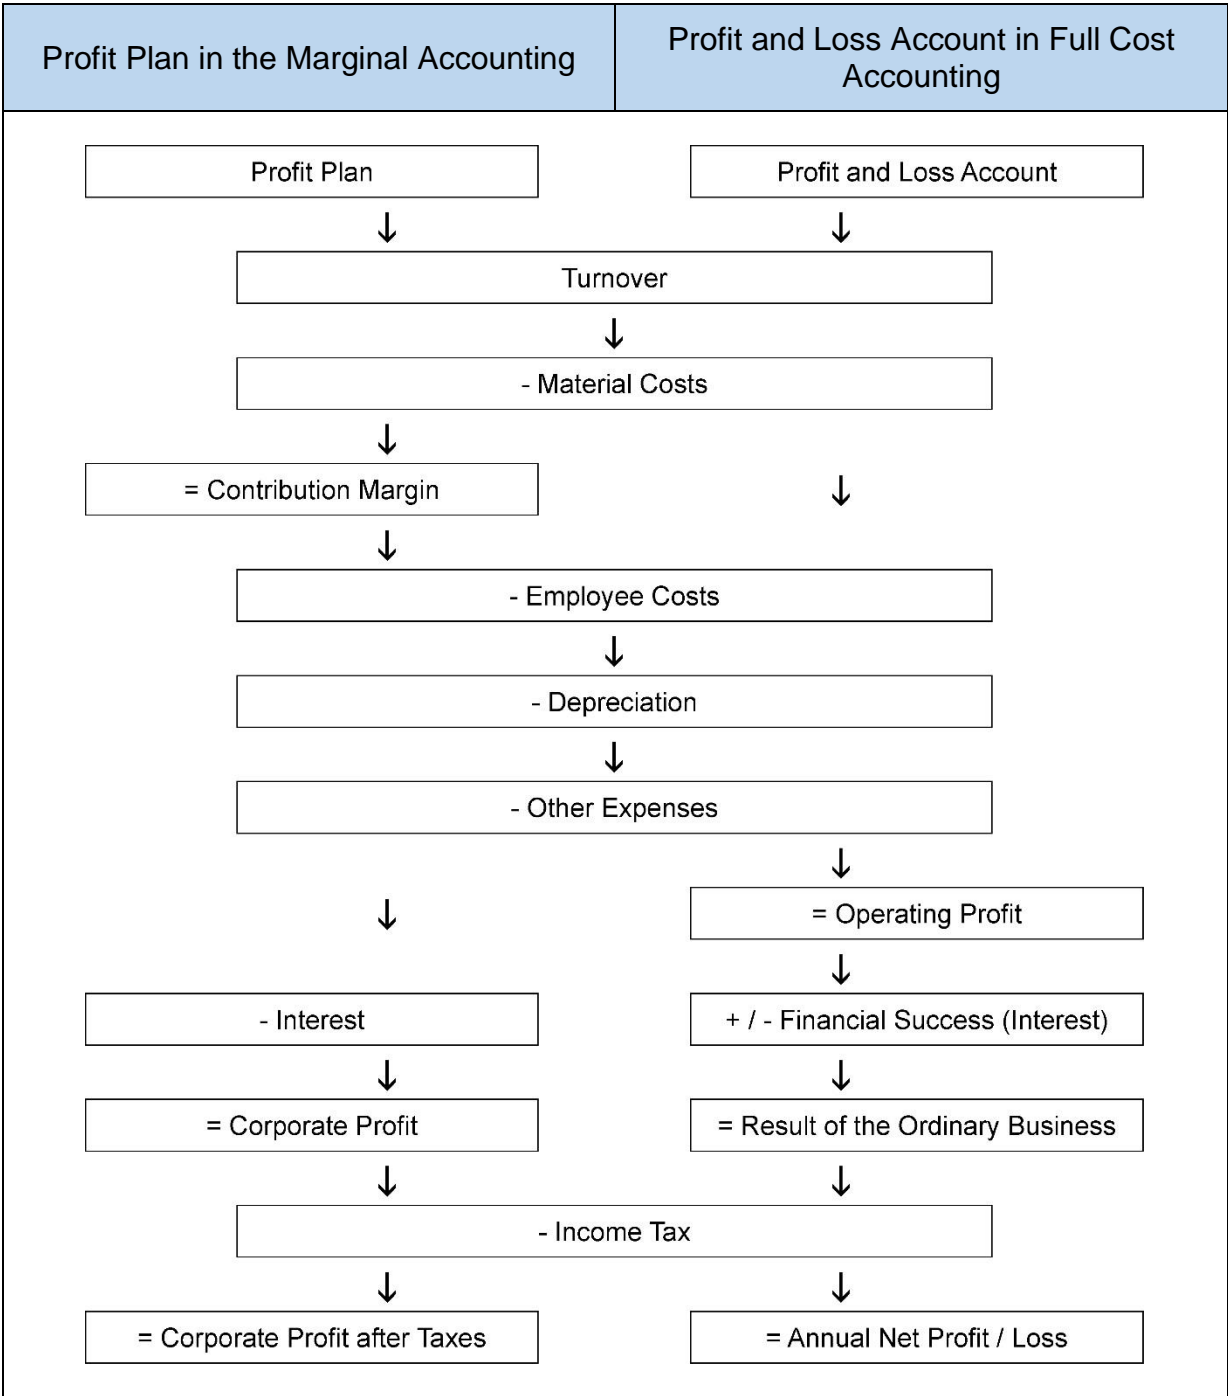 Profit Plan in the Marginal Accounting
Profit and Loss Account in Full Cost
Accounting
Profit Plan
Profit and Loss Account
Turnover
- Material Costs
= Contribution Margin
- Employee Costs
- Depreciation
- Other Expenses
= Operating Profit
- Interest
+ / - Financial Success (Interest)
= Corporate Profit
= Result of the Ordinary Business
- Income Tax
= Corporate Profit after Taxes
= Annual Net Profit / Loss